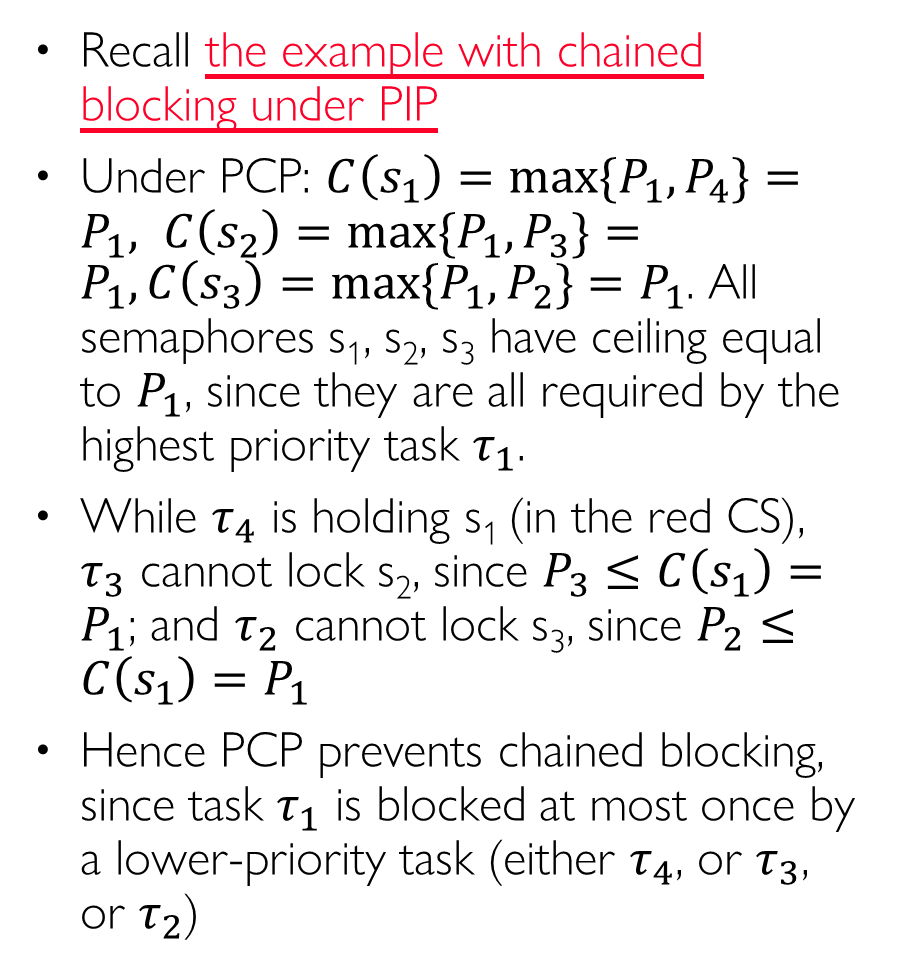 • Recall the example with chained
blocking under PIP
• Under PCP: C(s₁) = max{P₁, P₄} =
P₁, C(s₂) = max{P₁, P₃} =
P₁, C(s₃) = max{P₁, P₂} = P₁. All
semaphores s₁, s₂, s₃ have ceiling equal
to P₁, since they are all required by the
highest priority task τ₁.
• While τ₄ is holding s₁ (in the red CS),
τ₃ cannot lock s₂, since P₃ ≤ C(s₁) =
P₁; and τ₂ cannot lock s₃, since P₂ ≤
C(s₁) = P₁
• Hence PCP prevents chained blocking,
since task τ₁ is blocked at most once by
a lower-priority task (either τ₄, or τ₃,
or τ₂)